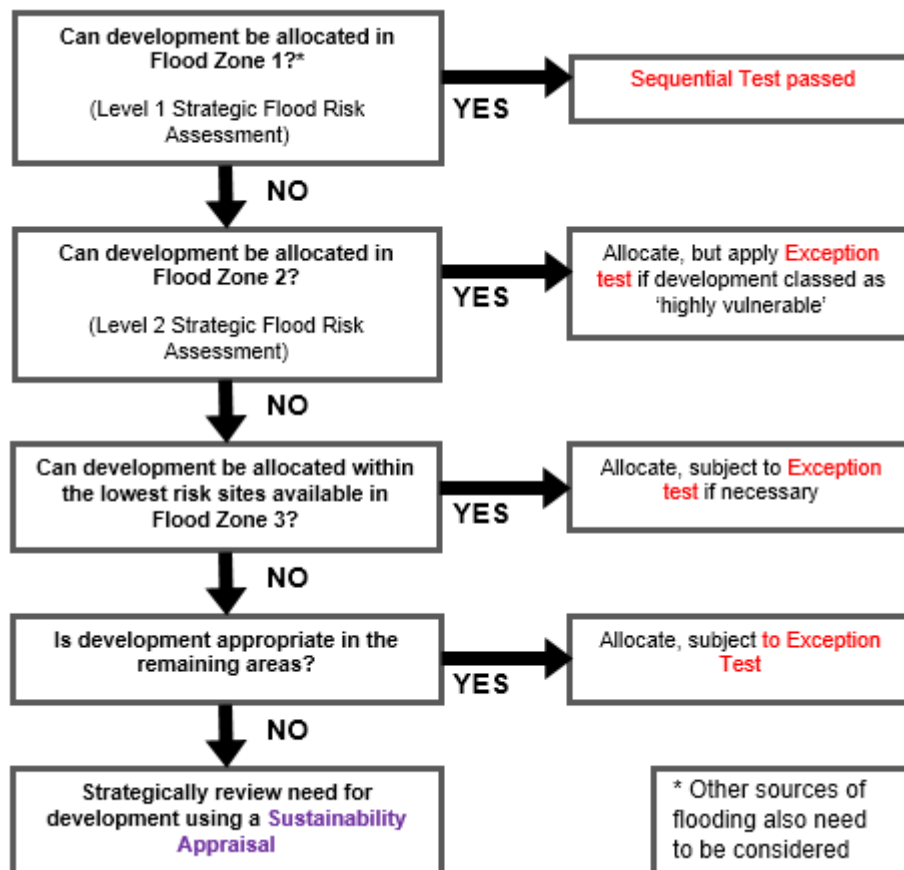 Can development be allocated in
Flood Zone 1?*
(Level 1 Strategic Flood Risk
Assessment)
YES
Sequential Test passed
NO
Can development be allocated in
Flood Zone 2?
(Level 2 Strategic Flood Risk
Assessment)
YES
Allocate, but apply Exception
test if development classed as
‘highly vulnerable’
NO
Can development be allocated within
the lowest risk sites available in
Flood Zone 3?
YES
Allocate, subject to Exception
test if necessary
NO
Is development appropriate in the
remaining areas?
YES
Allocate, subject to Exception
Test
NO
Strategically review need for
development using a Sustainability
Appraisal
* Other sources of
flooding also need
to be considered